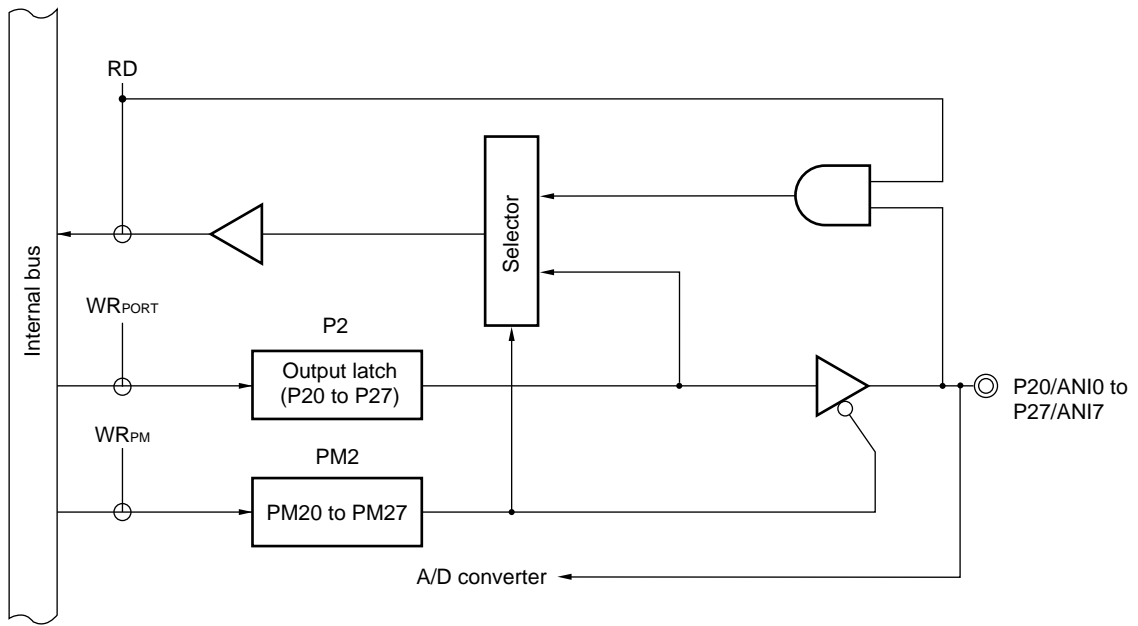 RD
Internal bus
Selector
WRPORT
P2
Output latch
(P20 to P27)
P20/ANI0 to
P27/ANI7
WRPM
PM2
PM20 to PM27
A/D converter